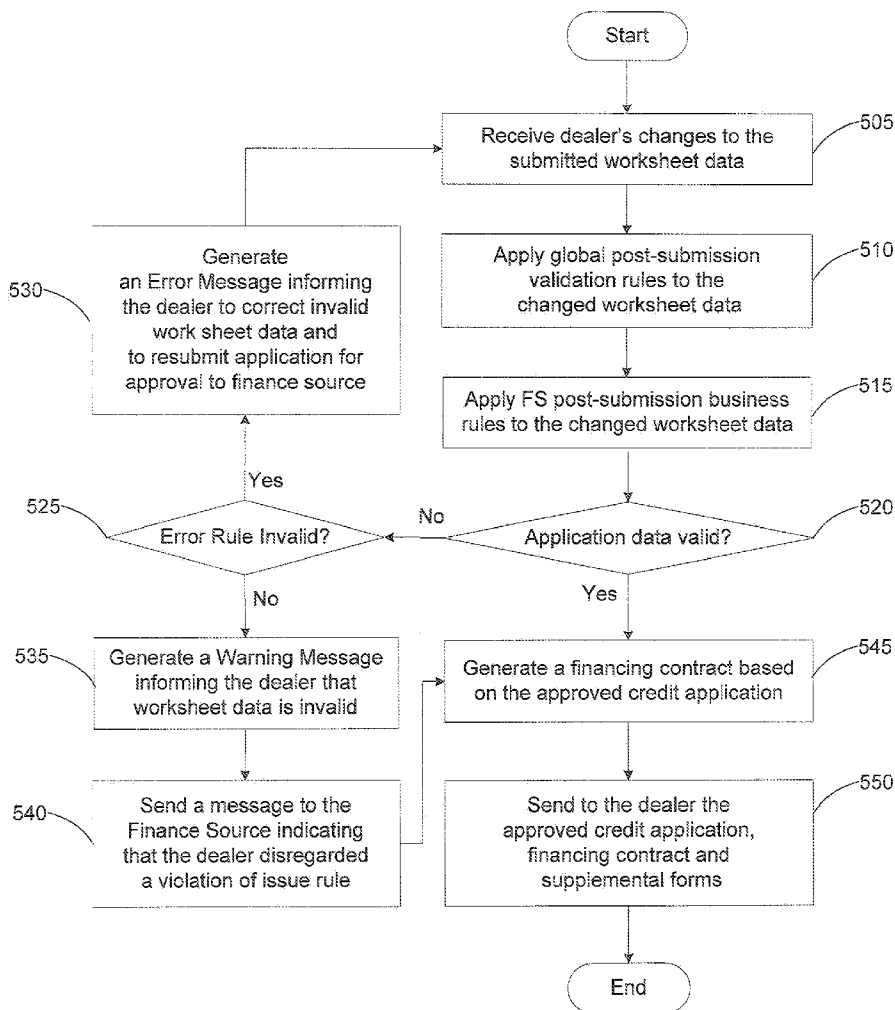 Start
Receive dealer's changes to the
submitted worksheet data
505
Apply global post-submission
validation rules to the
changed worksheet data
510
Apply FS post-submission business
rules to the changed worksheet data
515
Application data valid?
520
No
Yes
Error Rule Invalid?
525
Yes
No
Generate
an Error Message informing
the dealer to correct invalid
work sheet data and
to resubmit application for
approval to finance source
530
Generate a Warning Message
informing the dealer that
worksheet data is invalid
535
Send a message to the
Finance Source indicating
that the dealer disregarded
a violation of issue rule
540
Generate a financing contract based
on the approved credit application
545
Send to the dealer the
approved credit application,
financing contract and
supplemental forms
550
End